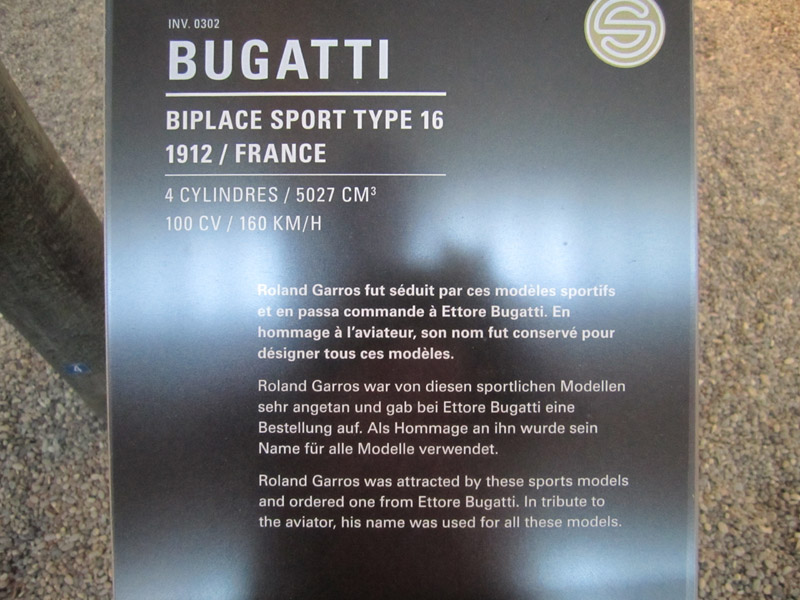 INV. 0302
BUGATTI
BIPLACE SPORT TYPE 16
1912 / FRANCE
4 CYLINDRES / 5027 CM³
100 CV / 160 KM/H
Roland Garros fut séduit par ces modèles sportifs
et en passa commande à Ettore Bugatti. En
hommage à l'aviateur, son nom fut conservé pour
désigner tous ces modèles.
Roland Garros war von diesen sportlichen Modellen
sehr angetan und gab bei Ettore Bugatti eine
Bestellung auf. Als Hommage an ihn wurde sein
Name für alle Modelle verwendet.
Roland Garros was attracted by these sports models
and ordered one from Ettore Bugatti. In tribute to
the aviator, his name was used for all these models.